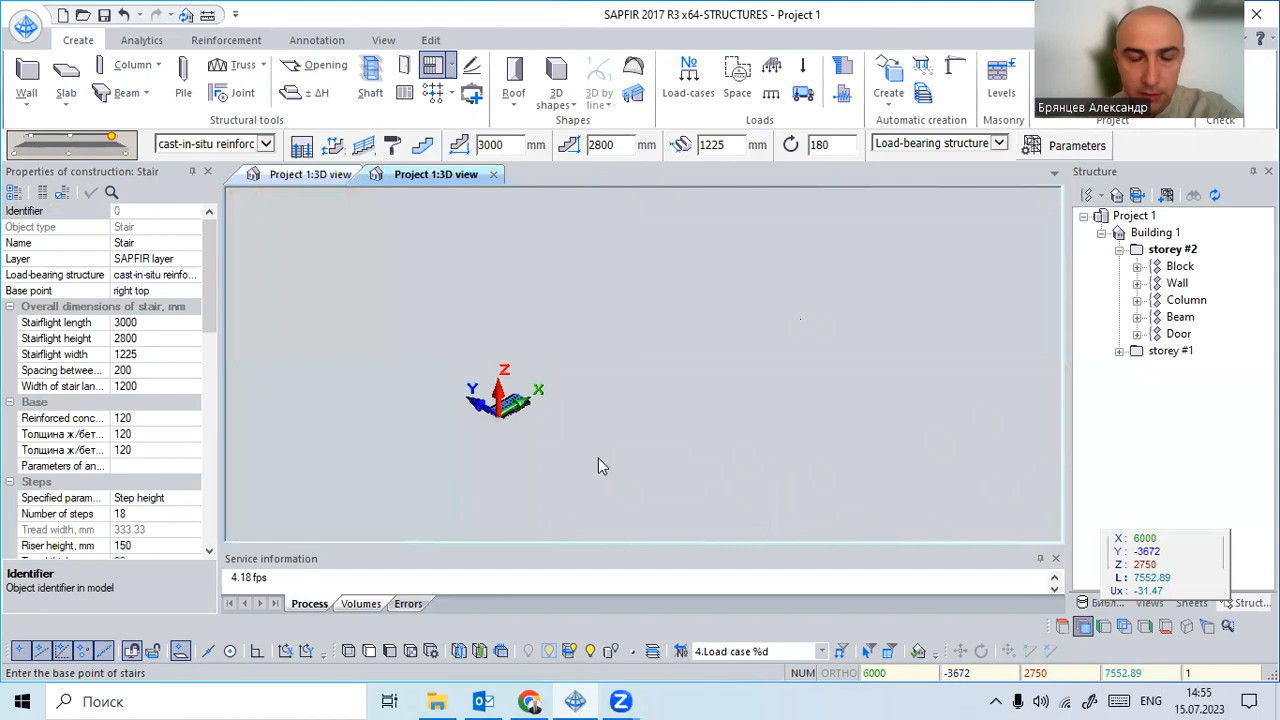 SAPFIR 2017 R3 x64-STRUCTURES - Project 1
Create Analytics Reinforcement Annotation View Edit
Wall Slab Column Beam Pile Truss Joint Opening ± ΔH Shaft Roof 3D shapes 3D by line Load-cases Space Create Levels
Structural tools Shapes Loads Automatic creation Masonry Project Check
Брянцев Александр
cast-in-situ reinforc 3000 mm 2800 mm 1225 mm 180 Load-bearing structure Parameters
Properties of construction: Stair
Project 1:3D view Project 1:3D view
Structure
Identifier 0
Object type Stair
Name Stair
Layer SAPFIR layer
Load-bearing structure cast-in-situ reinfo...
Base point right top
Overall dimensions of stair, mm
Stairflight length 3000
Stairflight height 2800
Stairflight width 1225
Spacing betwee... 200
Width of stair lan... 1200
Base
Reinforced conc... 120
Толщина ж/бет... 120
Толщина ж/бет... 120
Parameters of an...
Steps
Specified param... Step height
Number of steps 18
Tread width, mm 333.33
Riser height, mm 150
Identifier
Object identifier in model
Z
Y X
Project 1
Building 1
storey #2
Block
Wall
Column
Beam
Door
storey #1
X : 6000
Y : -3672
Z : 2750
L : 7552.89
Ux : -31.47
Service information
4.18 fps
Process Volumes Errors
Библ... Views Sheets Struct...
4.Load case %d
Enter the base point of stairs NUM ORTHO 6000 -3672 2750 7552.89 1
Поиск
ENG 14:55
15.07.2023